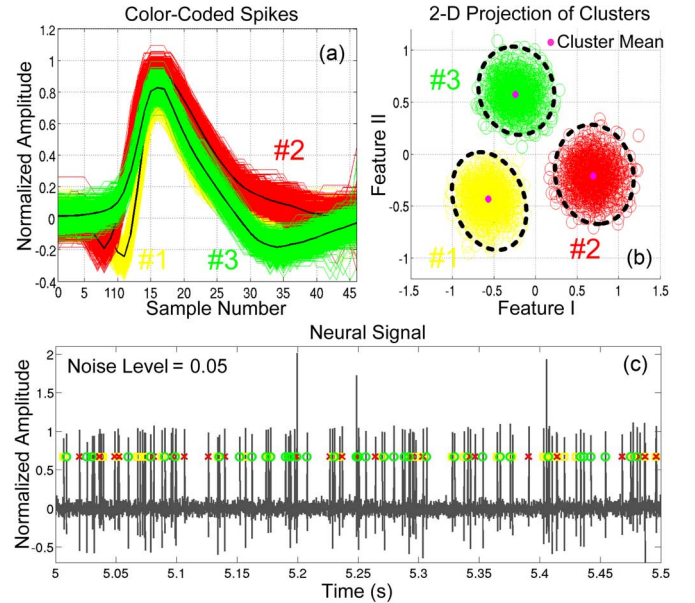 Color-Coded Spikes
(a)
Normalized Amplitude
1.2
1
0.8
0.6
0.4
0.2
0
-0.2
-0.4
#1
#2
#3
0 5 110 15 20 25 30 35 40 45
Sample Number
2-D Projection of Clusters
Cluster Mean
#3
#1
#2
(b)
Feature II
1
0.5
0
-0.5
-1
-1.5 -1 -0.5 0 0.5 1 1.5
Feature I
Neural Signal
Noise Level = 0.05
(c)
Normalized Amplitude
2
1.5
1
0.5
0
-0.5
5 5.05 5.1 5.15 5.2 5.25 5.3 5.35 5.4 5.45 5.5
Time (s)